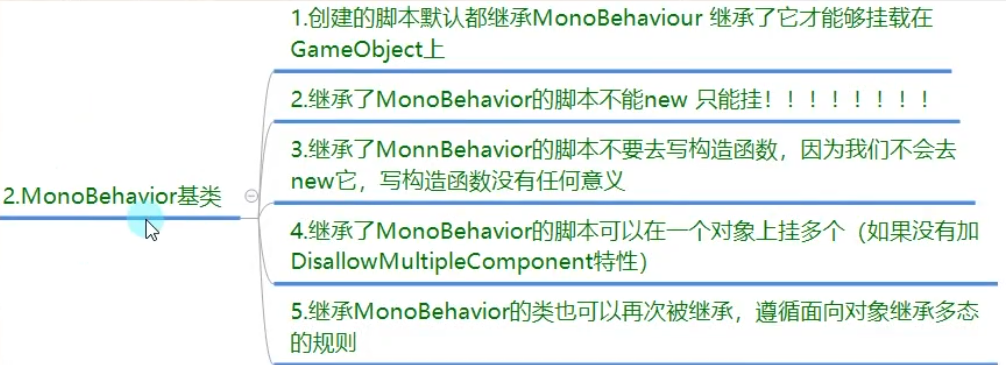 2.MonoBehavior基类
1.创建的脚本默认都继承MonoBehaviour 继承了它才能够挂载在
GameObject上
2.继承了MonoBehavior的脚本不能new 只能挂！！！！！！！！
3.继承了MonnBehavior的脚本不要去写构造函数，因为我们不会去
new它，写构造函数没有任何意义
4.继承了MonoBehavior的脚本可以在一个对象上挂多个（如果没有加
DisallowMultipleComponent特性）
5.继承MonoBehavior的类也可以再次被继承，遵循面向对象继承多态
的规则